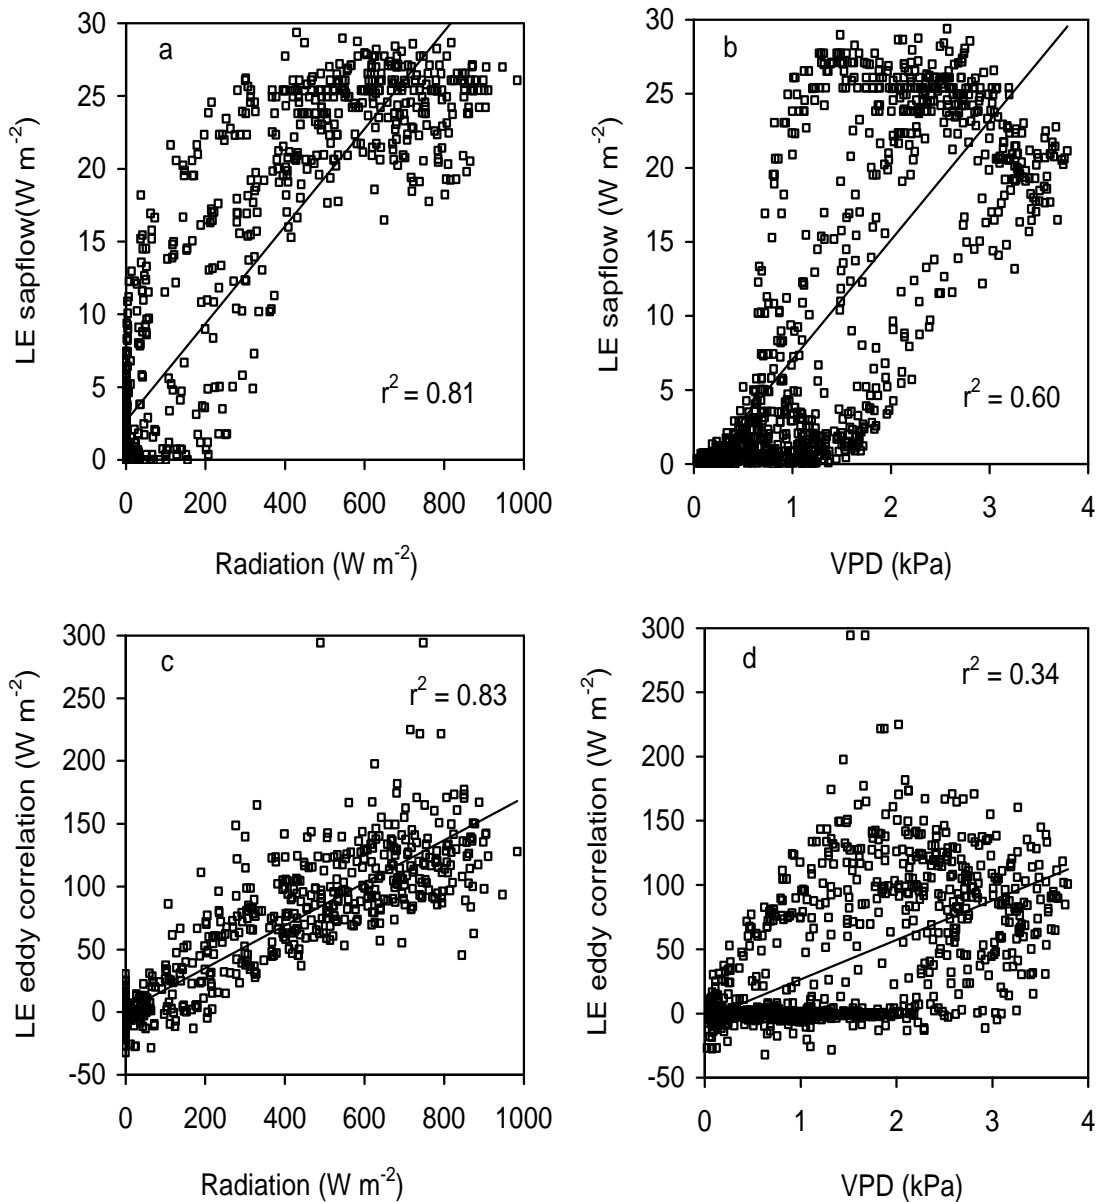 a
30
25
20
15
10
5
0
LE sapflow(W m-2)
r2 = 0.81
0 200 400 600 800 1000
Radiation (W m-2)
b
30
25
20
15
10
5
0
LE sapflow (W m-2)
r2 = 0.60
0 1 2 3 4
VPD (kPa)
c
300
250
200
150
100
50
0
-50
LE eddy correlation (W m-2)
r2 = 0.83
0 200 400 600 800 1000
Radiation (W m-2)
d
300
250
200
150
100
50
0
-50
LE eddy correlation (W m-2)
r2 = 0.34
0 1 2 3 4
VPD (kPa)